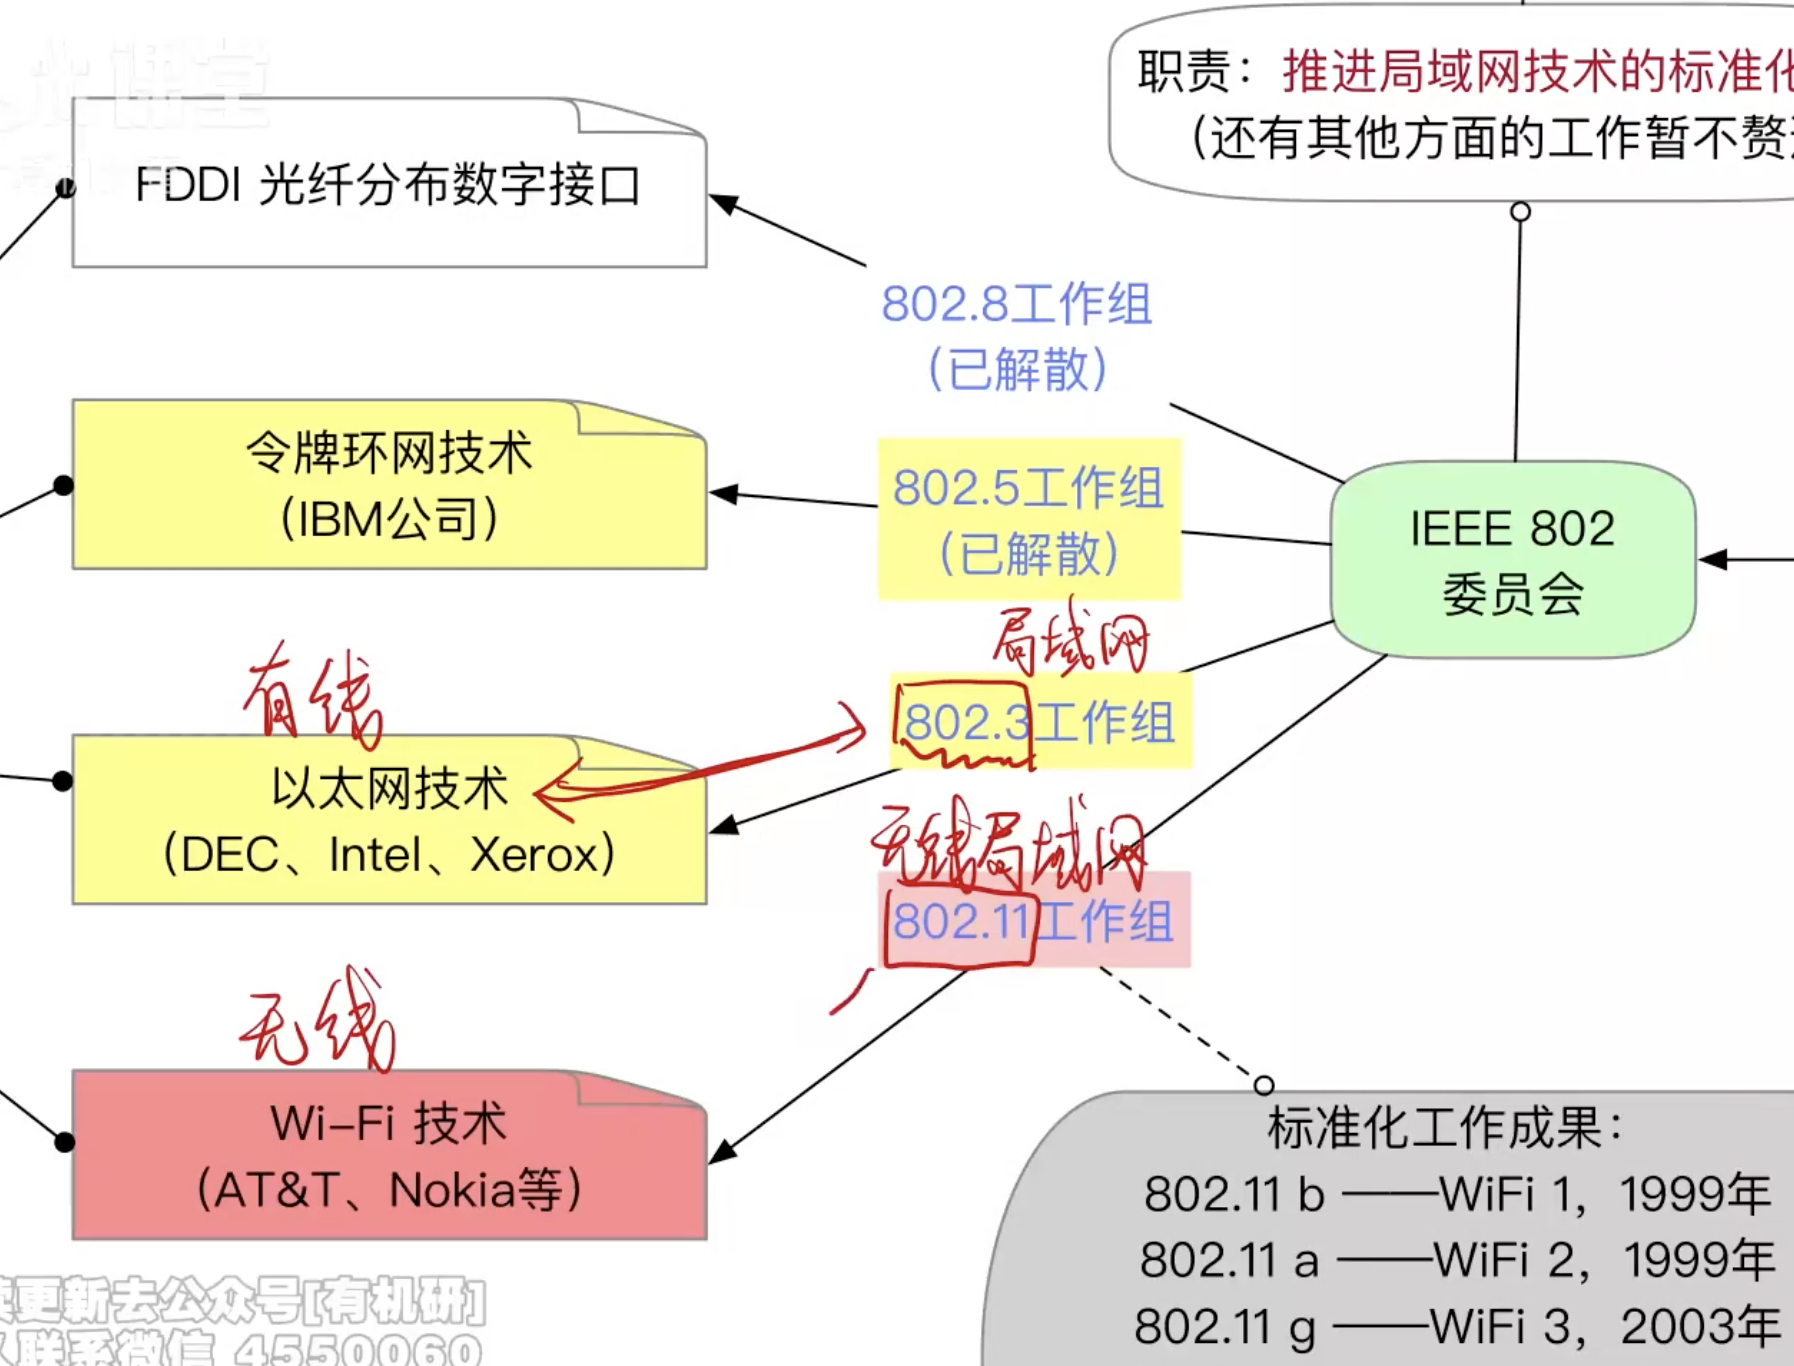 职责：推进局域网技术的标准化
（还有其他方面的工作暂不赘
课堂
FDDI 光纤分布数字接口
802.8工作组
（已解散）
令牌环网技术
（IBM公司）
802.5工作组
（已解散）
IEEE 802
委员会
局域网
802.3工作组
有线
以太网技术
（DEC、Intel、Xerox）
无线局域网
802.11工作组
无线
Wi-Fi 技术
（AT&T、Nokia等）
标准化工作成果：
802.11 b ——WiFi 1，1999年
802.11 a ——WiFi 2，1999年
802.11 g ——WiFi 3，2003年
更新去公众号[有机研]
联系微信 4550060